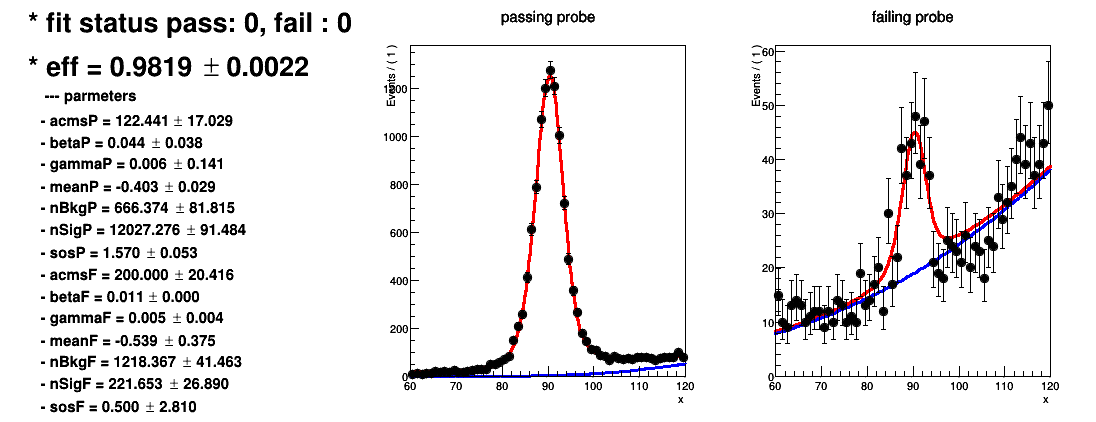 * fit status pass: 0, fail : 0
* eff = 0.9819 ± 0.0022
--- parmeters
- acmsP = 122.441 ± 17.029
- betaP = 0.044 ± 0.038
- gammaP = 0.006 ± 0.141
- meanP = -0.403 ± 0.029
- nBkgP = 666.374 ± 81.815
- nSigP = 12027.276 ± 91.484
- sosP = 1.570 ± 0.053
- acmsF = 200.000 ± 20.416
- betaF = 0.011 ± 0.000
- gammaF = 0.005 ± 0.004
- meanF = -0.539 ± 0.375
- nBkgF = 1218.367 ± 41.463
- nSigF = 221.653 ± 26.890
- sosF = 0.500 ± 2.810
passing probe
Events / ( 1 )
1200
1000
800
600
400
200
0
60 70 80 90 100 110 120
x
failing probe
Events / ( 1 )
60
50
40
30
20
10
0
60 70 80 90 100 110 120
x